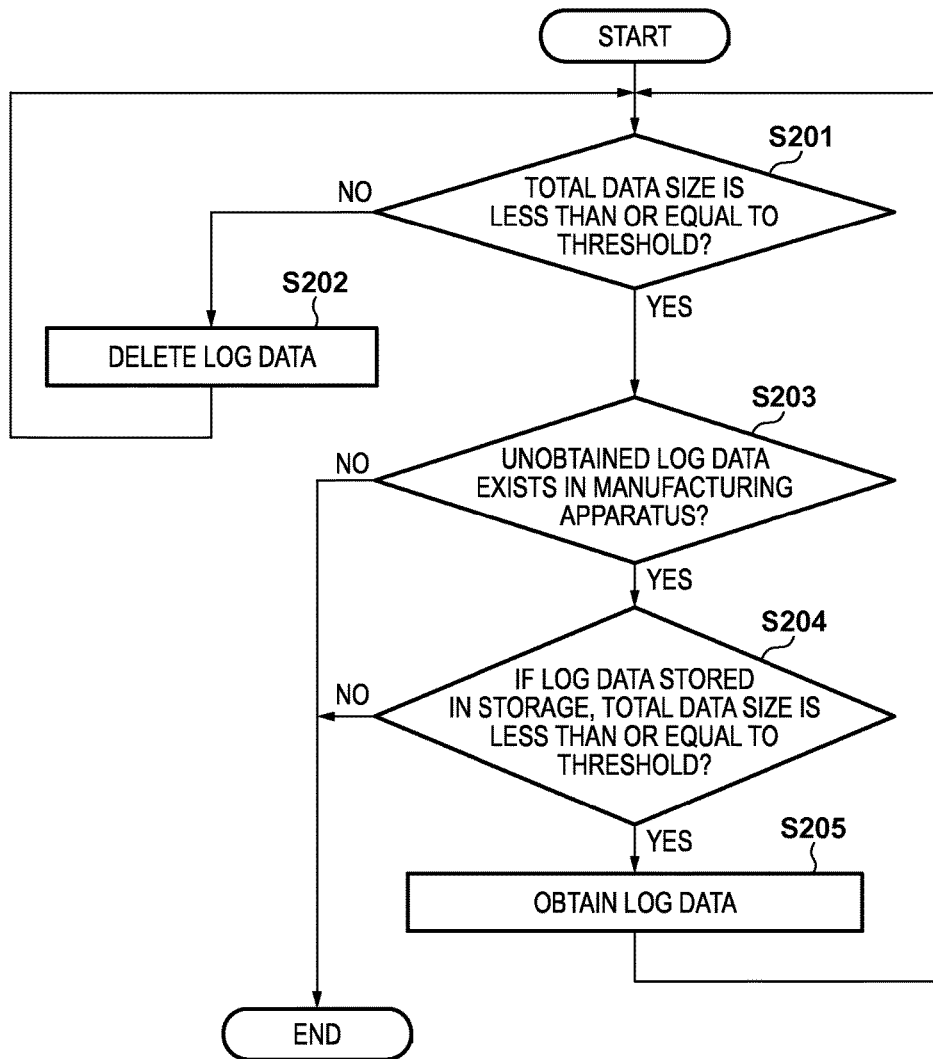 START
S201
NO
TOTAL DATA SIZE IS
LESS THAN OR EQUAL TO
THRESHOLD?
YES
S202
DELETE LOG DATA
S203
NO
UNOBTAINED LOG DATA
EXISTS IN MANUFACTURING
APPARATUS?
YES
S204
NO
IF LOG DATA STORED
IN STORAGE, TOTAL DATA SIZE IS
LESS THAN OR EQUAL TO
THRESHOLD?
YES
S205
OBTAIN LOG DATA
END